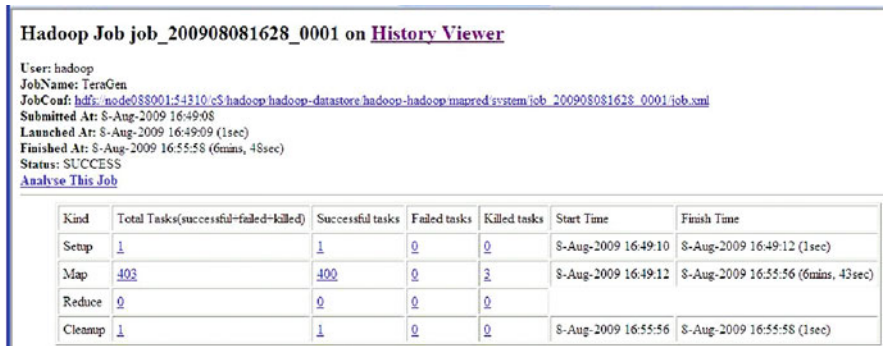 Hadoop Job job_200908081628_0001 on History Viewer
User: hadoop
JobName: TeraGen
JobConf: hdfs://node088001:54310/c$/hadoop/hadoop-datastore/hadoop-hadoop/mapred/system/job_200908081628_0001/job.xml
Submitted At: 8-Aug-2009 16:49:08
Launched At: 8-Aug-2009 16:49:09 (1sec)
Finished At: 8-Aug-2009 16:55:58 (6mins, 48sec)
Status: SUCCESS
Analyse This Job
Kind Total Tasks(successful+failed+killed) Successful tasks Failed tasks Killed tasks Start Time Finish Time
Setup 1 1 0 0 8-Aug-2009 16:49:10 8-Aug-2009 16:49:12 (1sec)
Map 403 400 0 3 8-Aug-2009 16:49:12 8-Aug-2009 16:55:56 (6mins, 43sec)
Reduce 0 0 0 0
Cleanup 1 1 0 0 8-Aug-2009 16:55:56 8-Aug-2009 16:55:58 (1sec)